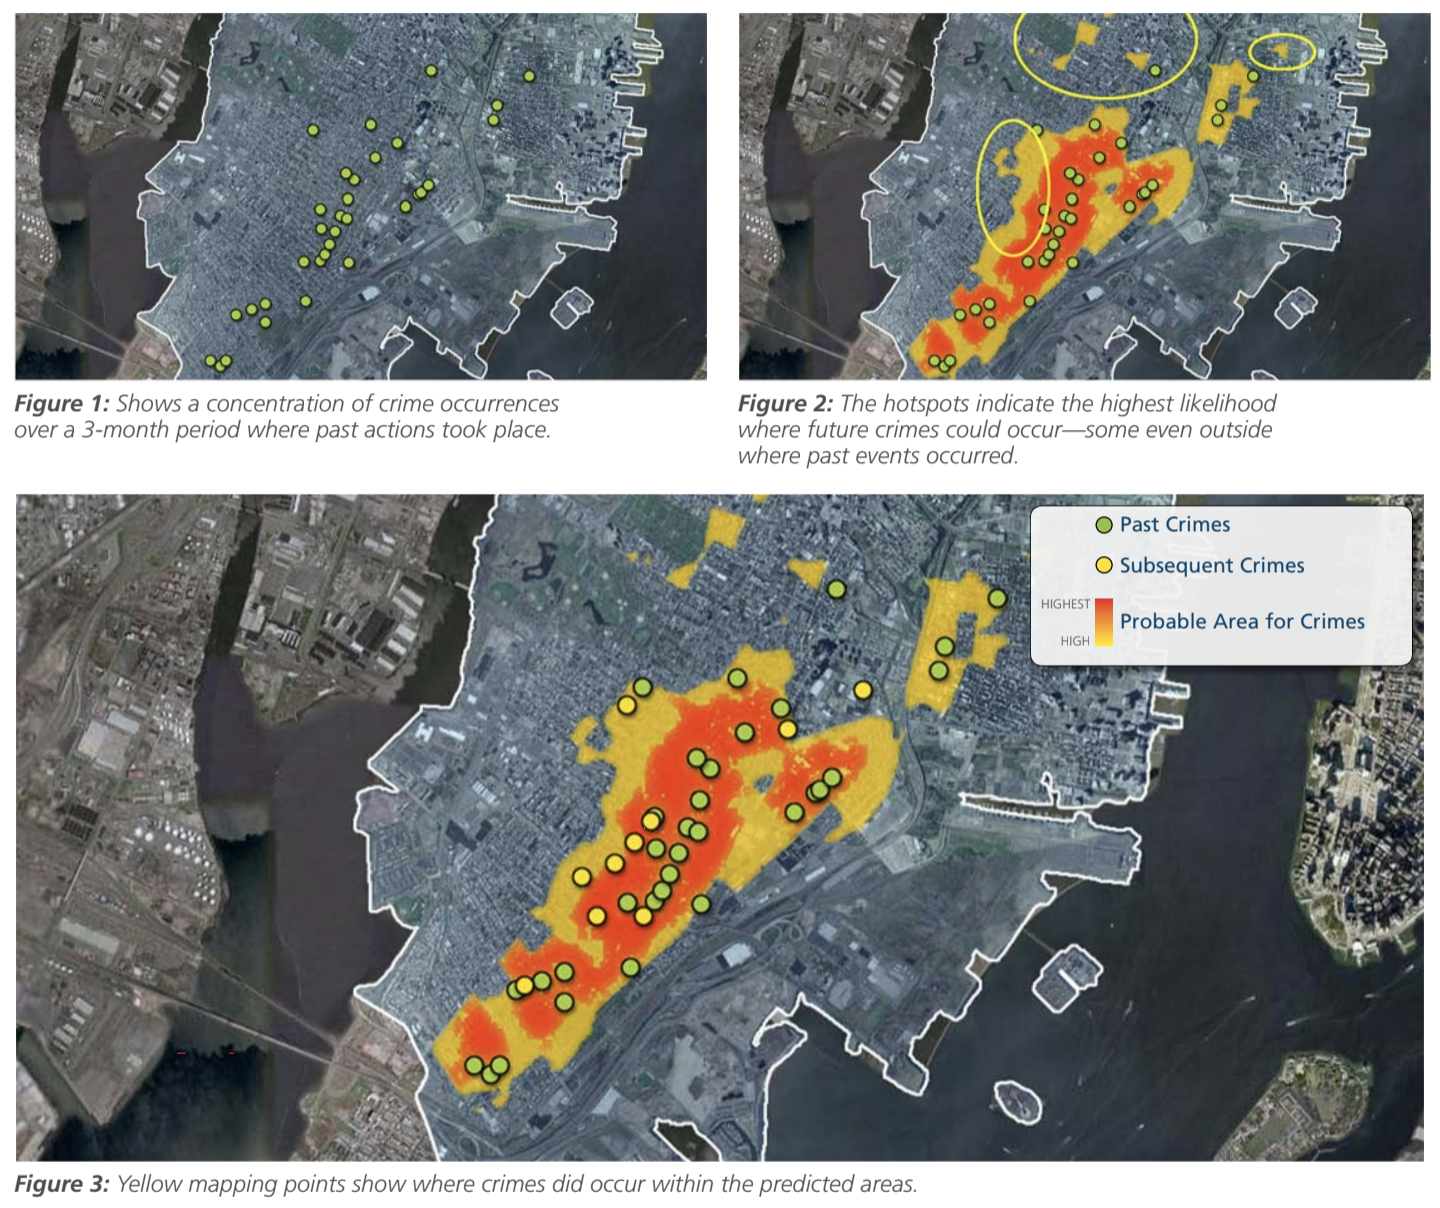 Figure 1: Shows a concentration of crime occurrences
over a 3-month period where past actions took place.
Figure 2: The hotspots indicate the highest likelihood
where future crimes could occur—some even outside
where past events occurred.
Past Crimes
Subsequent Crimes
HIGHEST
Probable Area for Crimes
HIGH
Figure 3: Yellow mapping points show where crimes did occur within the predicted areas.